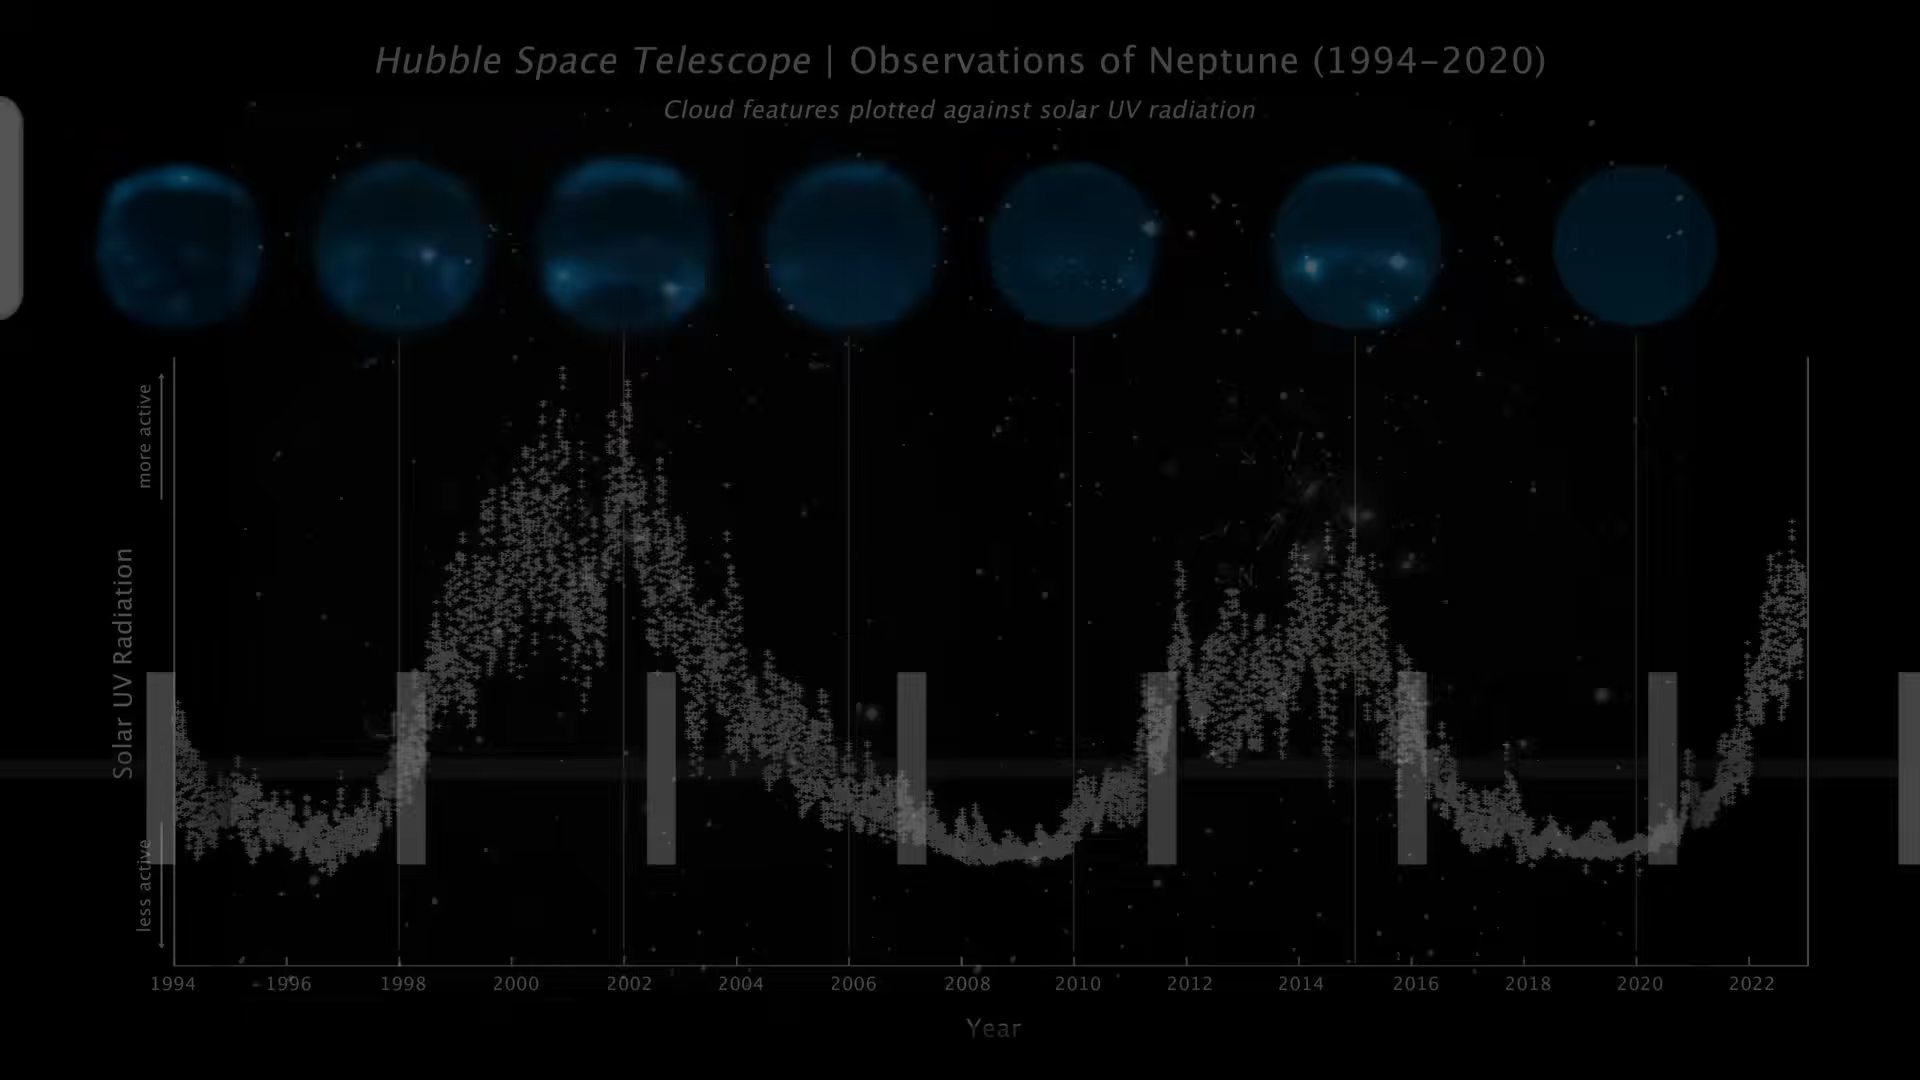 Hubble Space Telescope | Observations of Neptune (1994–2020)
Cloud features plotted against solar UV radiation
more active
Solar UV Radiation
less active
1994 1996 1998 2000 2002 2004 2006 2008 2010 2012 2014 2016 2018 2020 2022
Year